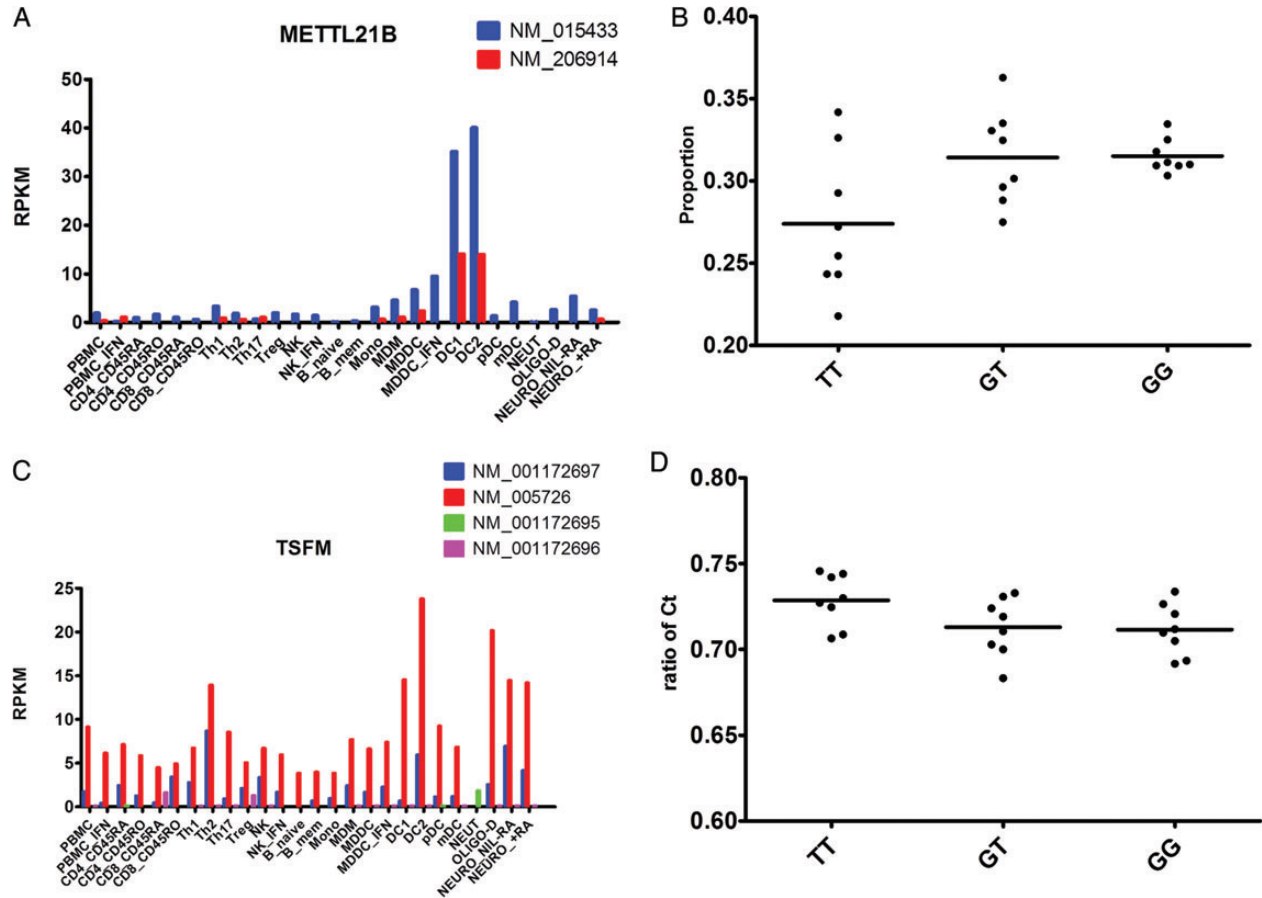 A
METTL21B
NM_015433
NM_206914
RPKM
50
40
30
20
10
0
PBMC
PBMC_IFN
CD4_CD45RA
CD4_CD45RO
CD8_CD45RA
CD8_CD45RO
Th1
Th2
Th17
Treg
NK
NK_IFN
B_naive
B_mem
Mono
MDM
MDDC
MDDC_IFN
DC1
DC2
pDC
mDC
NEUT
OLIGO-D
NEURO_NIL-RA
NEURO_+RA
B
Proportion
0.40
0.35
0.30
0.25
0.20
TT
GT
GG
C
TSFM
NM_001172697
NM_005726
NM_001172695
NM_001172696
RPKM
25
20
15
10
5
0
PBMC
PBMC_IFN
CD4_CD45RA
CD4_CD45RO
CD8_CD45RA
CD8_CD45RO
Th1
Th2
Th17
Treg
NK
NK_IFN
B_naive
B_mem
Mono
MDM
MDDC
MDDC_IFN
DC1
DC2
pDC
mDC
NEUT
OLIGO-D
NEURO_NIL-RA
NEURO_+RA
D
ratio of Ct
0.80
0.75
0.70
0.65
0.60
TT
GT
GG